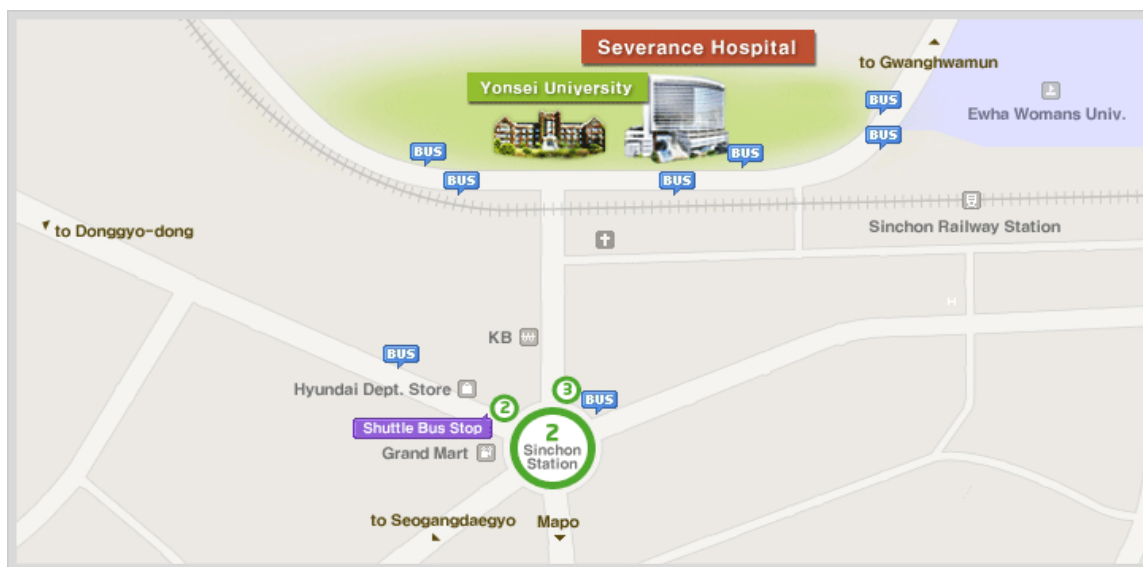 Severance Hospital
to Gwanghwamun
Yonsei University
BUS
Ewha Womans Univ.
BUS
BUS
BUS
BUS
BUS
Sinchon Railway Station
to Donggyo-dong
KB
BUS
Hyundai Dept. Store
3
BUS
2
Shuttle Bus Stop
2
Sinchon
Station
Grand Mart
to Seogangdaegyo
Mapo
H